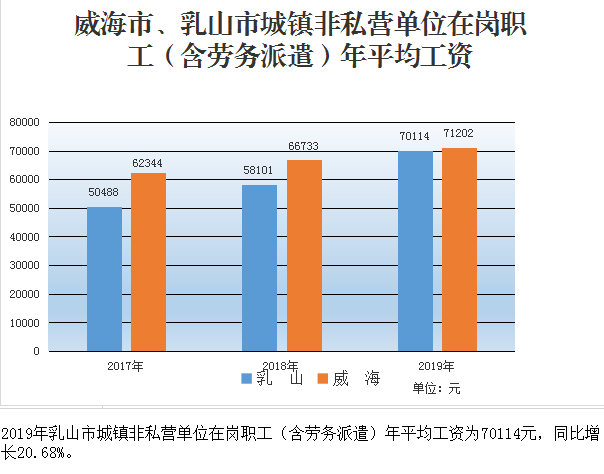 威海市、乳山市城镇非私营单位在岗职
工（含劳务派遣）年平均工资
80000
70000
60000
50000
40000
30000
20000
10000
0
50488
62344
58101
66733
70114
71202
2017年
2018年
2019年
乳 山 威 海
单位：元
2019年乳山市城镇非私营单位在岗职工（含劳务派遣）年平均工资为70114元，同比增
长20.68%。